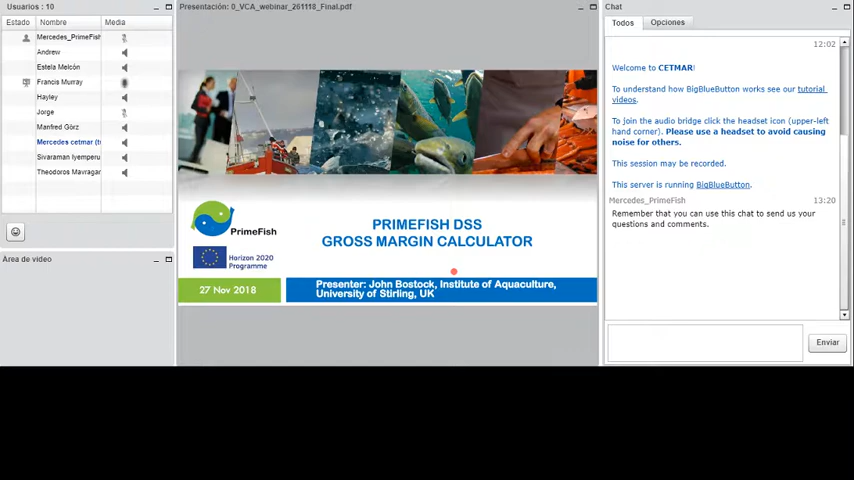 Usuarios : 10
Estado
Nombre
Media
Mercedes_PrimeFish
Andrew
Estela Melcón
Francis Murray
Hayley
Jorge
Manfred Görz
Mercedes cetmar (t
Sivaraman Iyemperu
Theodoros Mavragar
Area de video
Presentación: 0_VCA_webinar_261118_Final.pdf
PrimeFish
Horizon 2020
Programme
PRIMEFISH DSS
GROSS MARGIN CALCULATOR
27 Nov 2018
Presenter: John Bostock, Institute of Aquaculture,
University of Stirling, UK
Chat
Todos
Opciones
12:02
Welcome to CETMAR!
To understand how BigBlueButton works see our tutorial
videos.
To join the audio bridge click the headset icon (upper-left
hand corner). Please use a headset to avoid causing
noise for others.
This session may be recorded.
This server is running BigBlueButton.
Mercedes_PrimeFish
13:20
Remember that you can use this chat to send us your
questions and comments.
Enviar